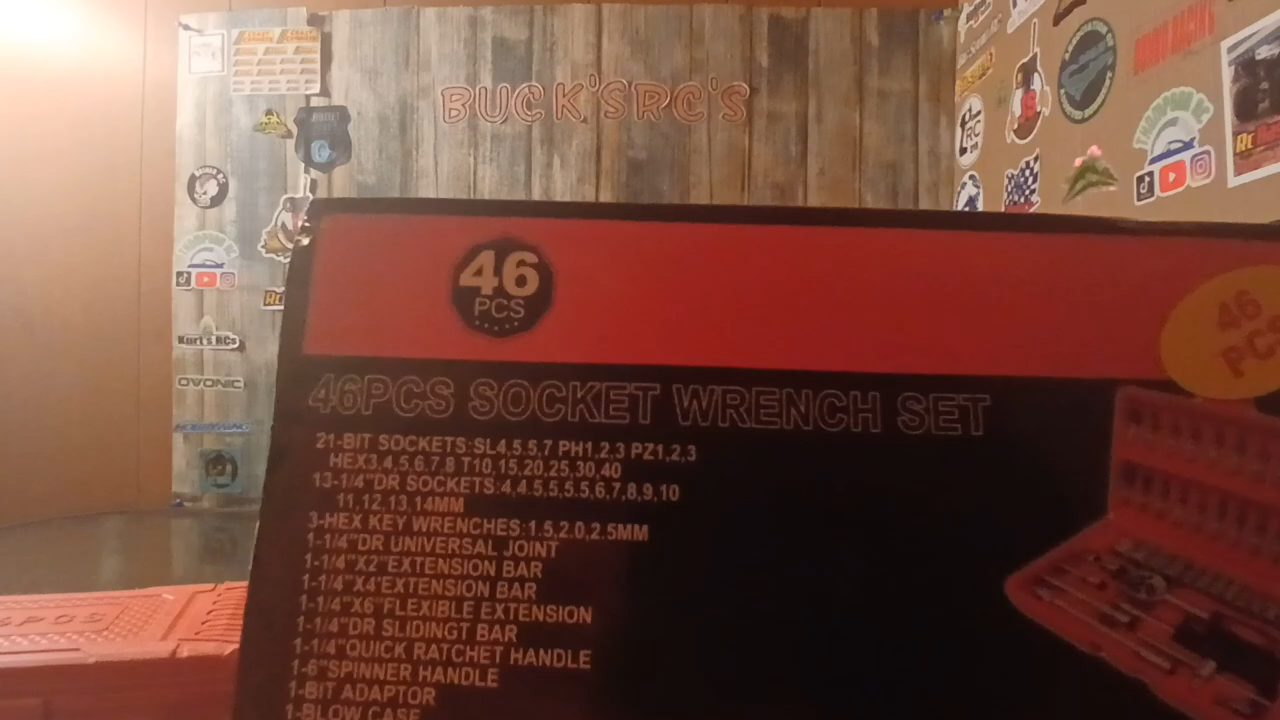 BUCK'SRC'S
Kurt's RCs
OVONIC
HOBBYWING
1RC
46
PCS
46
PCS
46PCS SOCKET WRENCH SET
21-BIT SOCKETS:SL4,5.5,7 PH1,2,3 PZ1,2,3
HEX3,4,5,6,7,8 T10,15,20,25,30,40
13-1/4"DR SOCKETS:4,4.5,5,5.5,6,7,8,9,10
11,12,13,14MM
3-HEX KEY WRENCHES:1.5,2.0,2.5MM
1-1/4"DR UNIVERSAL JOINT
1-1/4"X2"EXTENSION BAR
1-1/4"X4"EXTENSION BAR
1-1/4"X6"FLEXIBLE EXTENSION
1-1/4"DR SLIDINGT BAR
1-1/4"QUICK RATCHET HANDLE
1-6"SPINNER HANDLE
1-BIT ADAPTOR
1-BLOW CASE